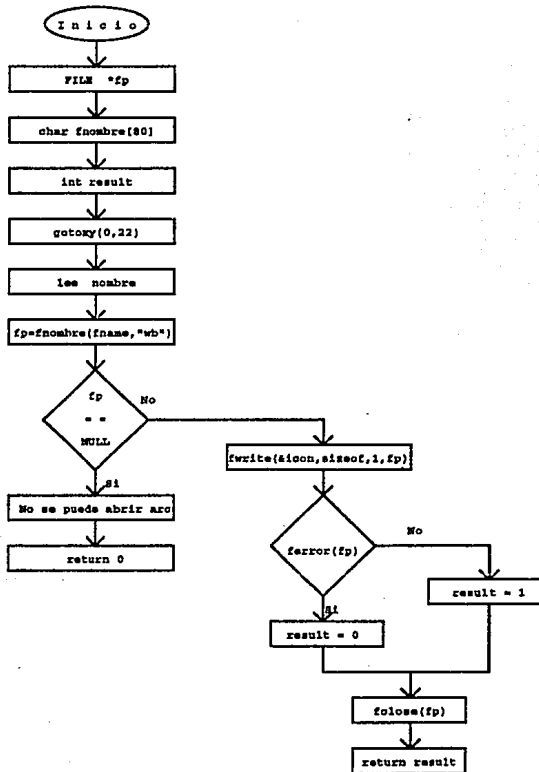 Inicio
FILE *fp
char fnombre[80]
int result
gotoxy(0,22)
lee nombre
fp=fnombre(fname,"wb")
fp
==
NULL
No
Si
No se puede abrir arc
return 0
fwrite(&icon,sizeof,1,fp)
ferror(fp)
No
Si
result = 1
result = 0
fclose(fp)
return result